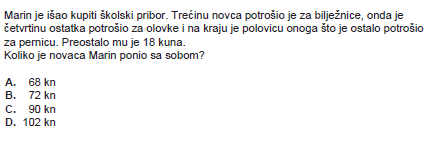 Marin je išao kupiti školski pribor. Trećinu novca potrošio je za bilježnice, onda je
četvrtinu ostatka potrošio za olovke i na kraju je polovicu onoga što je ostalo potrošio
za pernicu. Preostalo mu je 18 kuna.
Koliko je novaca Marin ponio sa sobom?
A. 68 kn
B. 72 kn
C. 90 kn
D. 102 kn